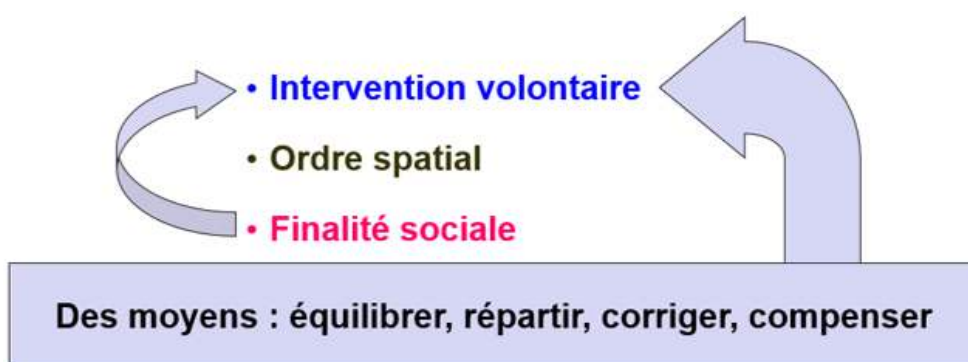 • Intervention volontaire
• Ordre spatial
• Finalité sociale
Des moyens : équilibrer, répartir, corriger, compenser